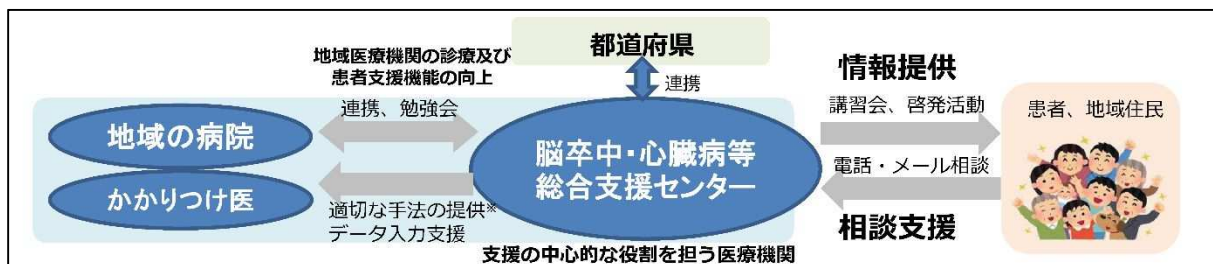 都道府県
連携
地域医療機関の診療及び
患者支援機能の向上
連携、勉強会
地域の病院
かかりつけ医
適切な手法の提供※
データ入力支援
脳卒中・心臓病等
総合支援センター
支援の中心的な役割を担う医療機関
情報提供
講習会、啓発活動
電話・メール相談
相談支援
患者、地域住民